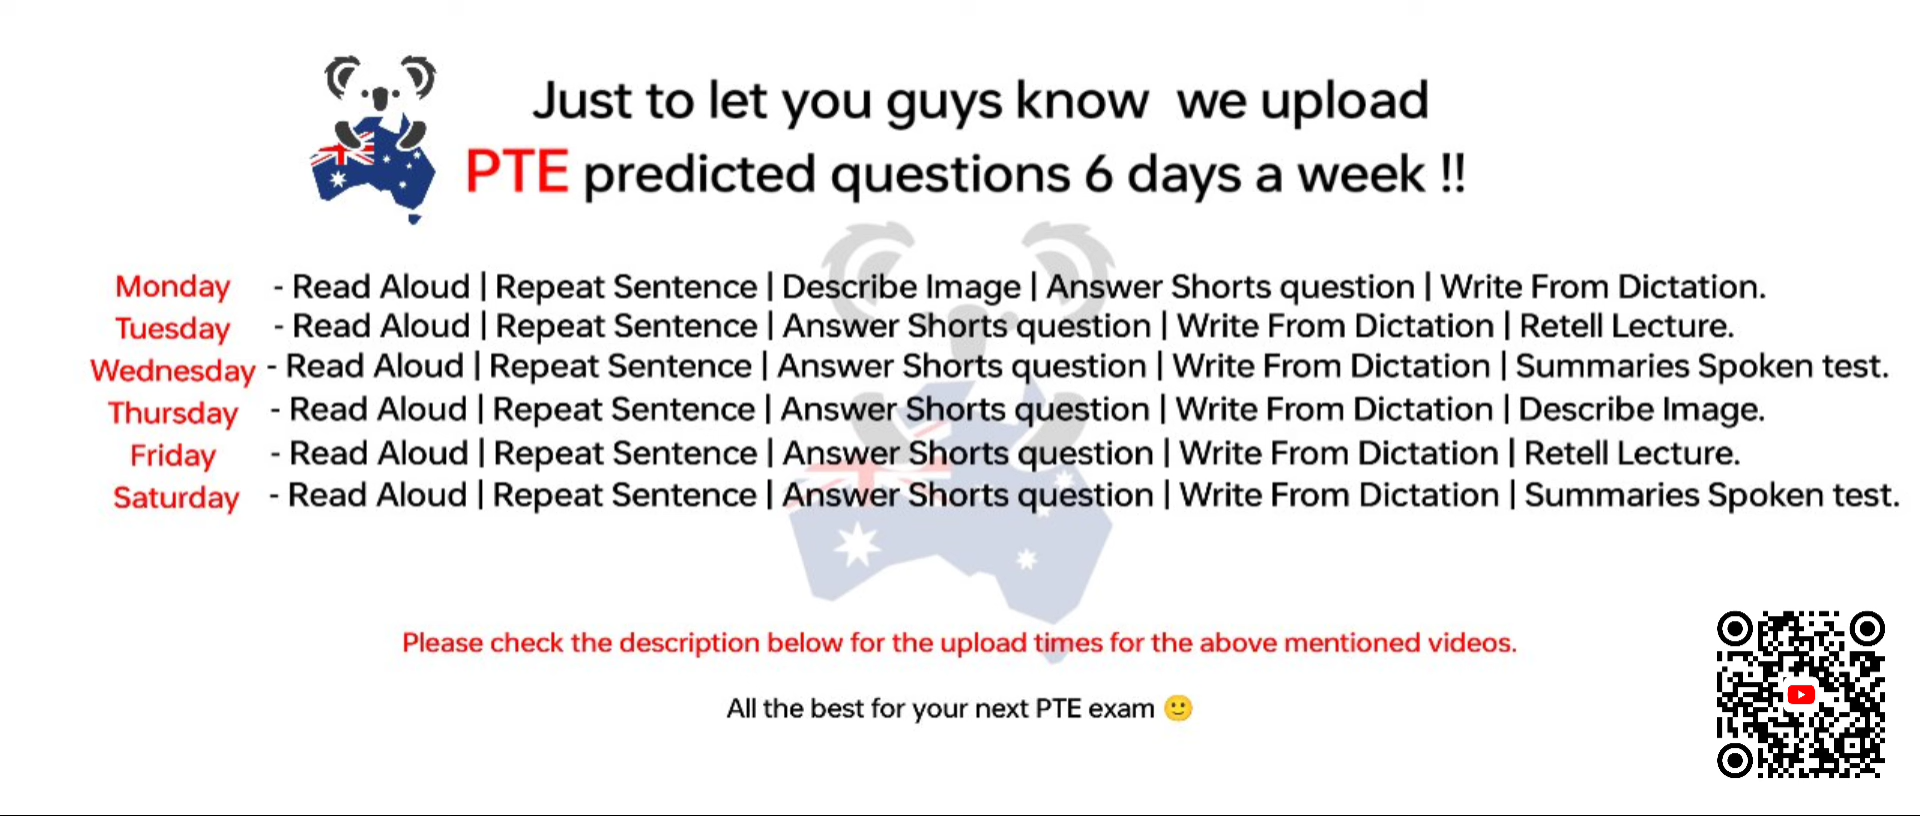 Just to let you guys know we upload
PTE predicted questions 6 days a week !!
Monday - Read Aloud | Repeat Sentence | Describe Image | Answer Shorts question | Write From Dictation.
Tuesday - Read Aloud | Repeat Sentence | Answer Shorts question | Write From Dictation | Retell Lecture.
Wednesday - Read Aloud | Repeat Sentence | Answer Shorts question | Write From Dictation | Summaries Spoken test.
Thursday - Read Aloud | Repeat Sentence | Answer Shorts question | Write From Dictation | Describe Image.
Friday - Read Aloud | Repeat Sentence | Answer Shorts question | Write From Dictation | Retell Lecture.
Saturday - Read Aloud | Repeat Sentence | Answer Shorts question | Write From Dictation | Summaries Spoken test.
Please check the description below for the upload times for the above mentioned videos.
All the best for your next PTE exam 🙂